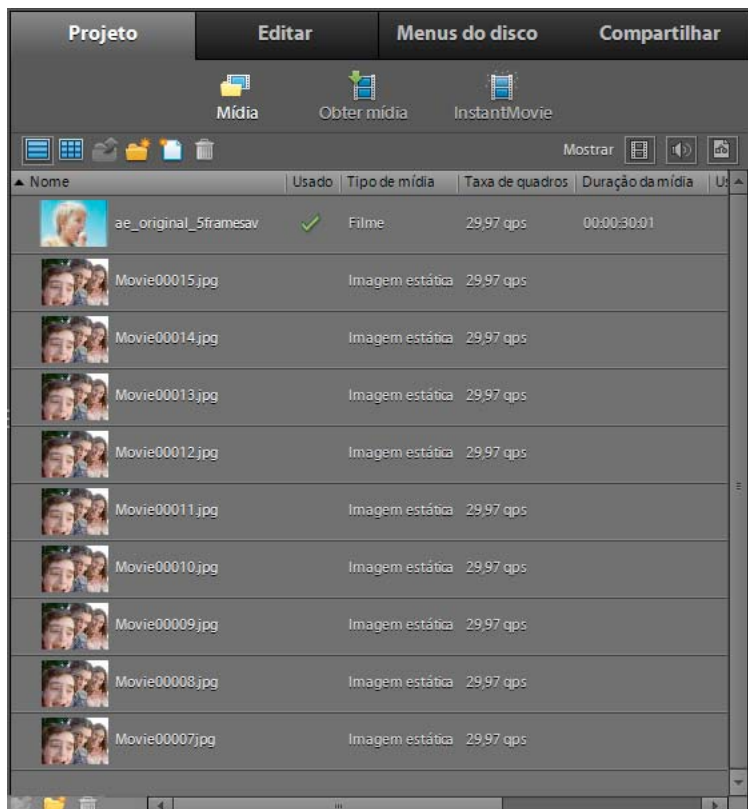 Projeto Editar Menus do disco Compartilhar
Mídia Obter mídia InstantMovie
Mostrar
Nome Usado Tipo de mídia Taxa de quadros Duração da mídia
ae_original_5framesav Filme 29,97 qps 00:00:30:01
Movie00015.jpg Imagem estática 29,97 qps
Movie00014.jpg Imagem estática 29,97 qps
Movie00013.jpg Imagem estática 29,97 qps
Movie00012.jpg Imagem estática 29,97 qps
Movie00011.jpg Imagem estática 29,97 qps
Movie00010.jpg Imagem estática 29,97 qps
Movie00009.jpg Imagem estática 29,97 qps
Movie00008.jpg Imagem estática 29,97 qps
Movie00007jpg Imagem estática 29,97 qps